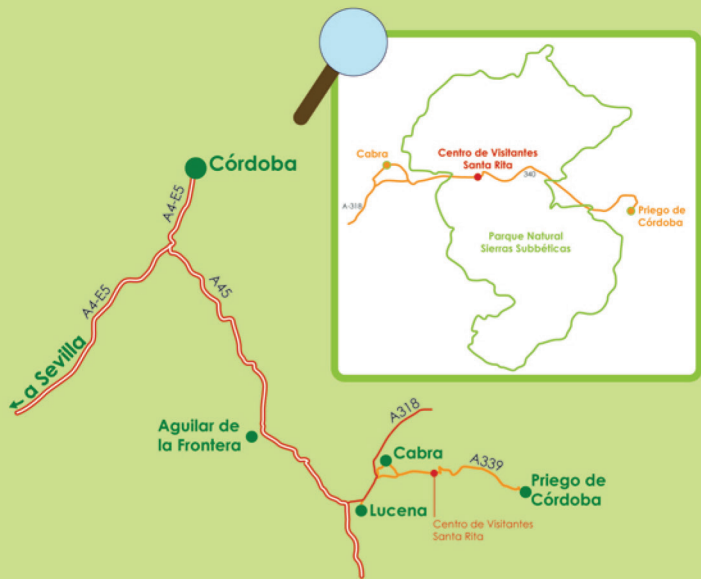 Córdoba
A4-E5
A4-E5
A45
a Sevilla
Aguilar de
la Frontera
A318
Cabra
A339
Priego de
Córdoba
Lucena
Centro de Visitantes
Santa Rita
Centro de Visitantes
Santa Rita
Cabra
340
A-318
Priego de
Córdoba
Parque Natural
Sierras Subbéticas